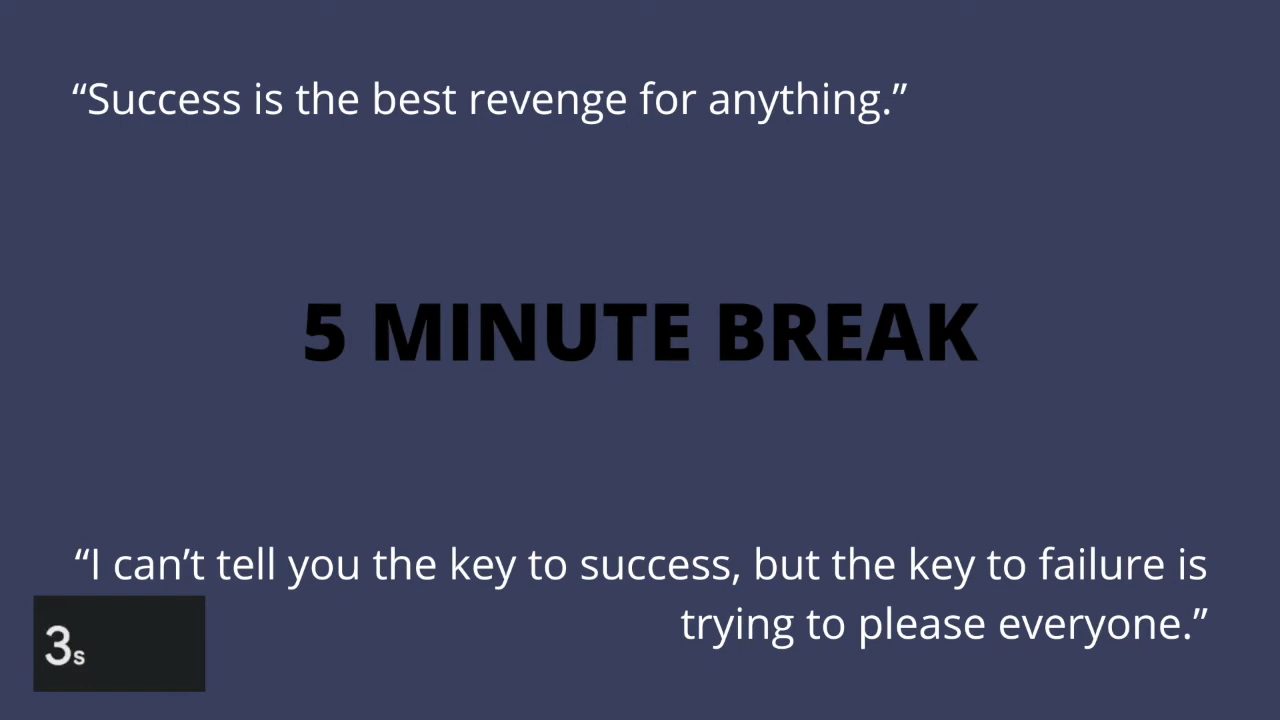 “Success is the best revenge for anything.”
5 MINUTE BREAK
“I can’t tell you the key to success, but the key to failure is
trying to please everyone.”
3s